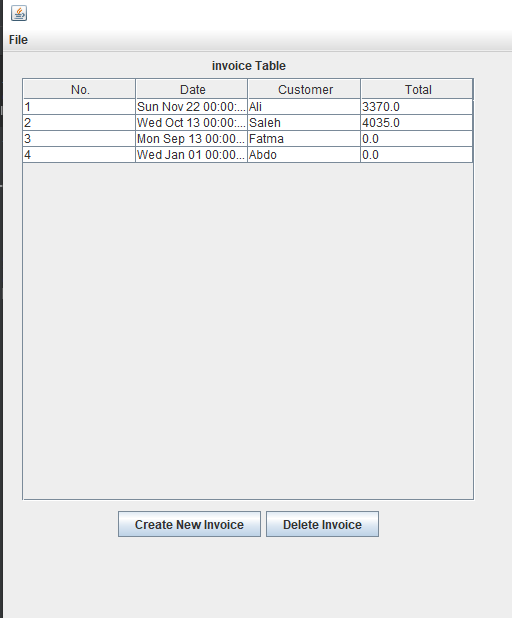 File
invoice Table
No. Date Customer Total
1 Sun Nov 22 00:00:... Ali 3370.0
2 Wed Oct 13 00:00:... Saleh 4035.0
3 Mon Sep 13 00:00... Fatma 0.0
4 Wed Jan 01 00:00... Abdo 0.0
Create New Invoice Delete Invoice